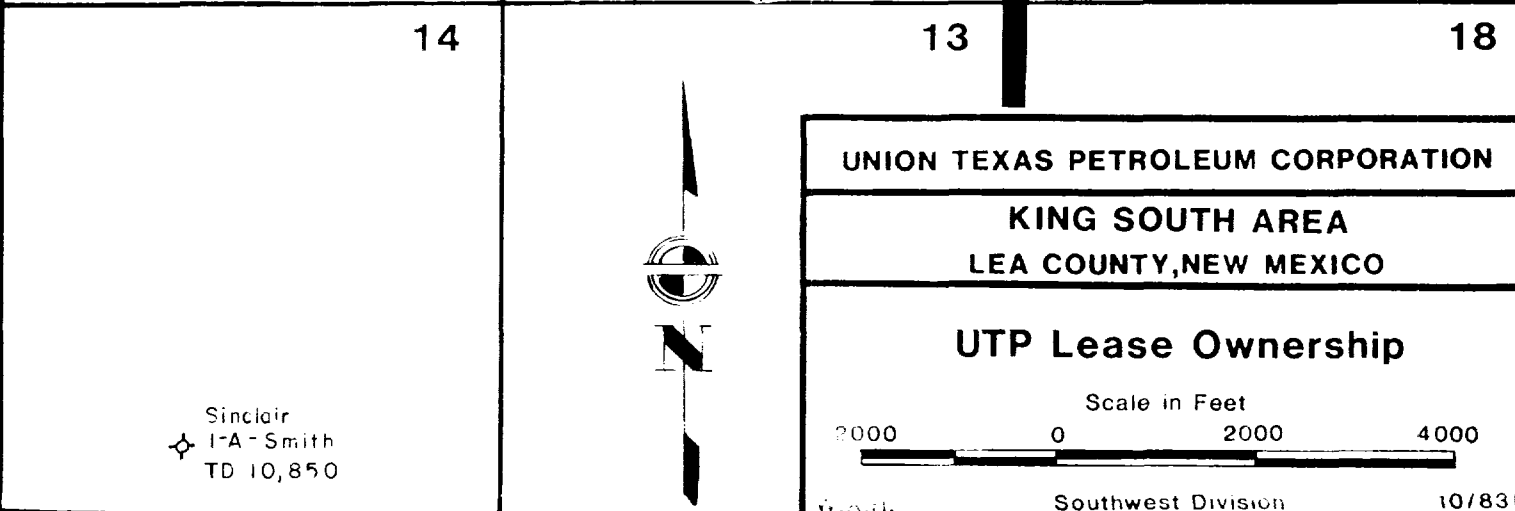 14
13
18
UNION TEXAS PETROLEUM CORPORATION
KING SOUTH AREA
LEA COUNTY, NEW MEXICO
N
UTP Lease Ownership
Scale in Feet
2000 0 2000 4000
Sinclair
1-A-Smith
TD 10,850
Southwest Division 10/83